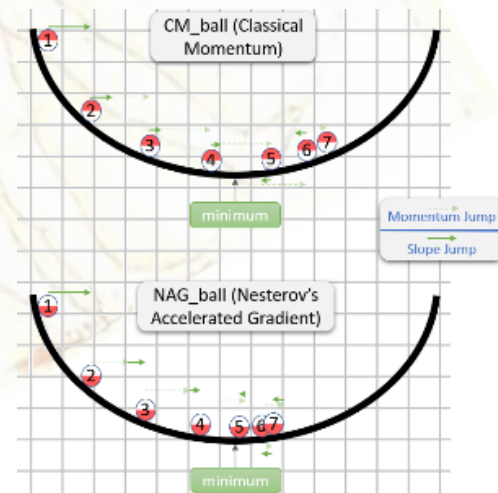 CM_ball (Classical
Momentum)
1
2
3
4
5
6
7
minimum
Momentum Jump
Slope Jump
NAG_ball (Nesterov's
Accelerated Gradient)
1
2
3
4
5
6
7
minimum